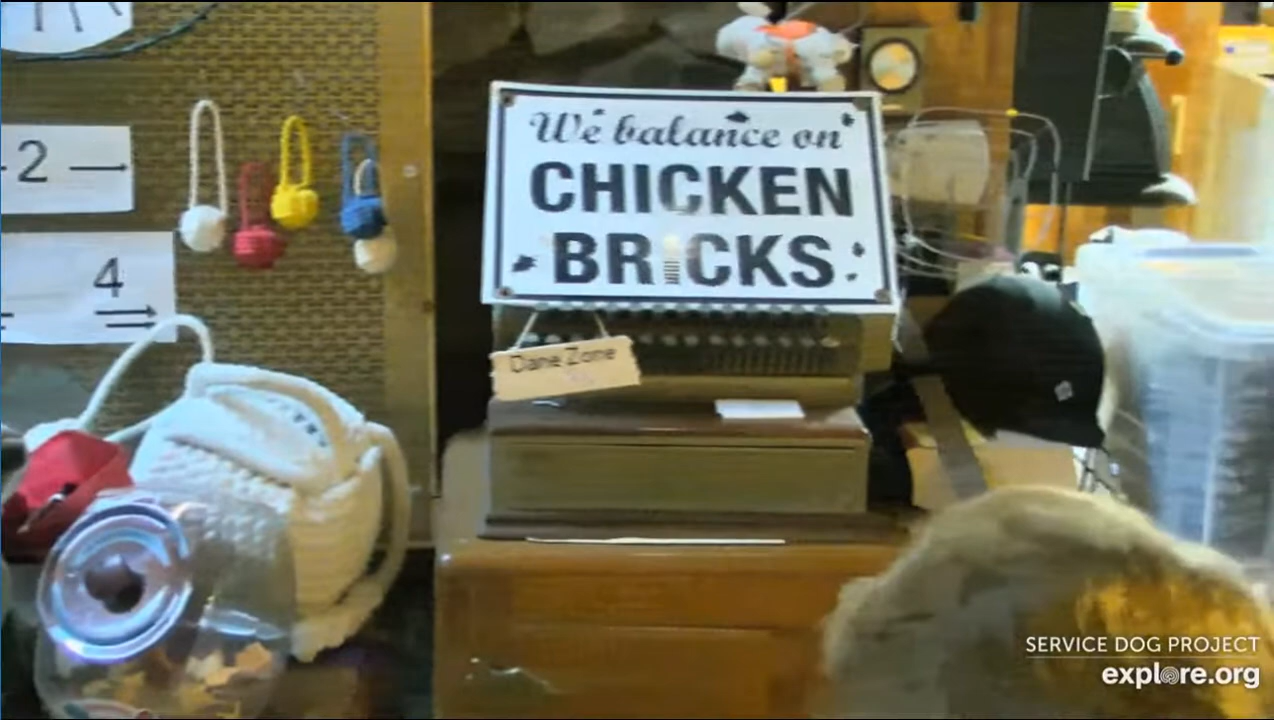 2
4
We balance on
CHICKEN
BRICKS
Dane Zone
SERVICE DOG PROJECT
explore.org